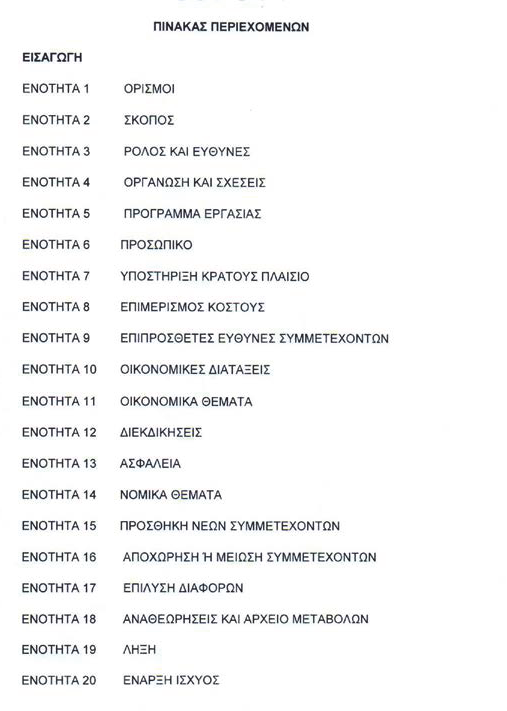 ΠΙΝΑΚΑΣ ΠΕΡΙΕΧΟΜΕΝΩΝ
ΕΙΣΑΓΩΓΗ
ΕΝΟΤΗΤΑ 1 ΟΡΙΣΜΟΙ
ΕΝΟΤΗΤΑ 2 ΣΚΟΠΟΣ
ΕΝΟΤΗΤΑ 3 ΡΟΛΟΣ ΚΑΙ ΕΥΘΥΝΕΣ
ΕΝΟΤΗΤΑ 4 ΟΡΓΑΝΩΣΗ ΚΑΙ ΣΧΕΣΕΙΣ
ΕΝΟΤΗΤΑ 5 ΠΡΟΓΡΑΜΜΑ ΕΡΓΑΣΙΑΣ
ΕΝΟΤΗΤΑ 6 ΠΡΟΣΩΠΙΚΟ
ΕΝΟΤΗΤΑ 7 ΥΠΟΣΤΗΡΙΞΗ ΚΡΑΤΟΥΣ ΠΛΑΙΣΙΟ
ΕΝΟΤΗΤΑ 8 ΕΠΙΜΕΡΙΣΜΟΣ ΚΟΣΤΟΥΣ
ΕΝΟΤΗΤΑ 9 ΕΠΙΠΡΟΣΘΕΤΕΣ ΕΥΘΥΝΕΣ ΣΥΜΜΕΤΕΧΟΝΤΩΝ
ΕΝΟΤΗΤΑ 10 ΟΙΚΟΝΟΜΙΚΕΣ ΔΙΑΤΑΞΕΙΣ
ΕΝΟΤΗΤΑ 11 ΟΙΚΟΝΟΜΙΚΑ ΘΕΜΑΤΑ
ΕΝΟΤΗΤΑ 12 ΔΙΕΚΔΙΚΗΣΕΙΣ
ΕΝΟΤΗΤΑ 13 ΑΣΦΑΛΕΙΑ
ΕΝΟΤΗΤΑ 14 ΝΟΜΙΚΑ ΘΕΜΑΤΑ
ΕΝΟΤΗΤΑ 15 ΠΡΟΣΘΗΚΗ ΝΕΩΝ ΣΥΜΜΕΤΕΧΟΝΤΩΝ
ΕΝΟΤΗΤΑ 16 ΑΠΟΧΩΡΗΣΗ Ή ΜΕΙΩΣΗ ΣΥΜΜΕΤΕΧΟΝΤΩΝ
ΕΝΟΤΗΤΑ 17 ΕΠΙΛΥΣΗ ΔΙΑΦΟΡΩΝ
ΕΝΟΤΗΤΑ 18 ΑΝΑΘΕΩΡΗΣΕΙΣ ΚΑΙ ΑΡΧΕΙΟ ΜΕΤΑΒΟΛΩΝ
ΕΝΟΤΗΤΑ 19 ΛΗΞΗ
ΕΝΟΤΗΤΑ 20 ΕΝΑΡΞΗ ΙΣΧΥΟΣ